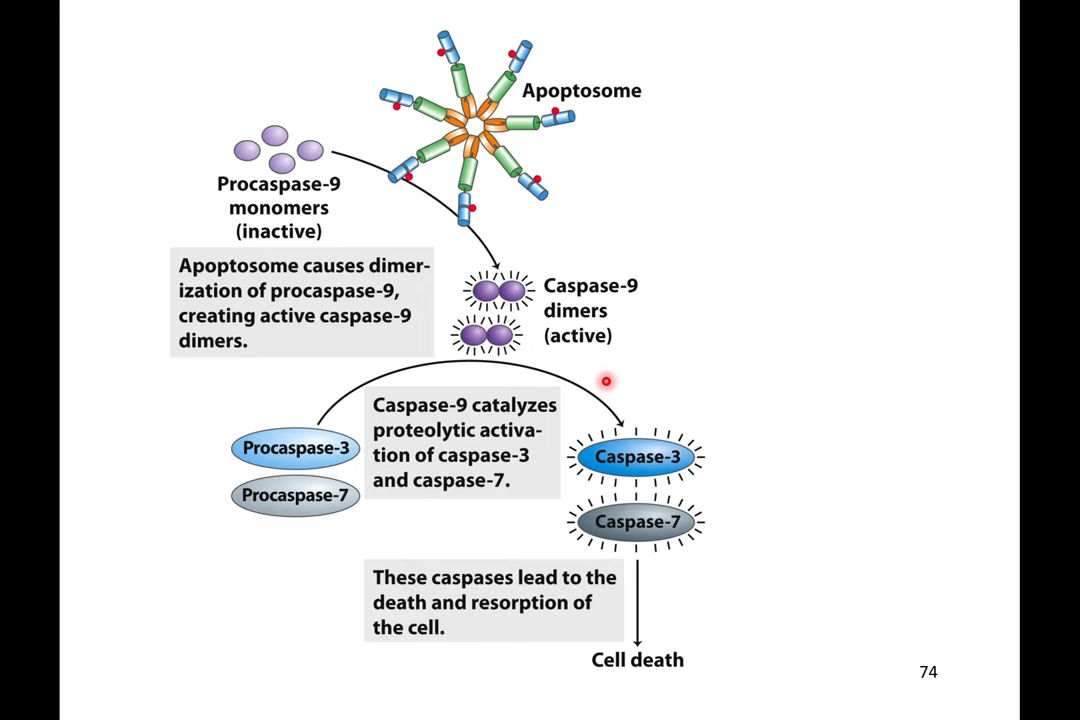 Apoptosome
Procaspase-9
monomers
(inactive)
Apoptosome causes dimer-
ization of procaspase-9,
creating active caspase-9
dimers.
Caspase-9
dimers
(active)
Caspase-9 catalyzes
proteolytic activa-
tion of caspase-3
and caspase-7.
Procaspase-3
Procaspase-7
Caspase-3
Caspase-7
These caspases lead to the
death and resorption of
the cell.
Cell death
74